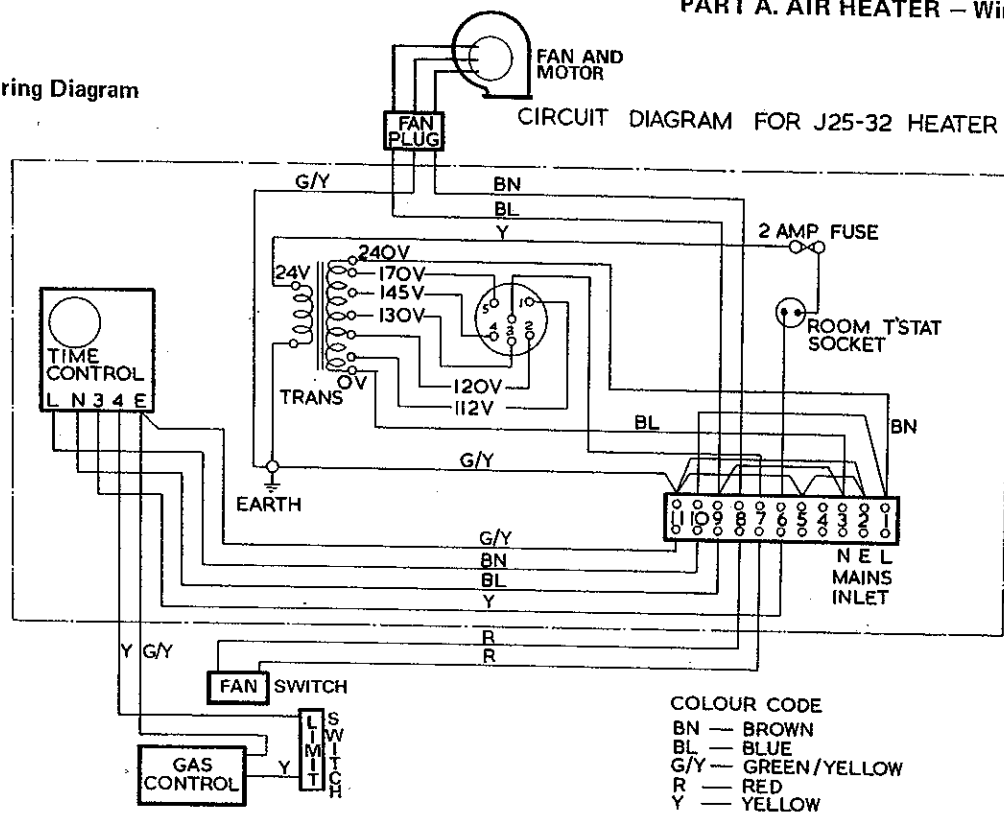 PART A. AIR HEATER – Wi
ring Diagram
FAN AND
MOTOR
CIRCUIT DIAGRAM FOR J25-32 HEATER
FAN
PLUG
G/Y
BN
BL
Y
2 AMP FUSE
240V
24V
170V
145V
130V
5
1
4
3
2
ROOM T'STAT
SOCKET
TIME
CONTROL
L N 3 4 E
TRANS
0V
120V
112V
BL
BN
G/Y
EARTH
11 10 9 8 7 6 5 4 3 2 1
G/Y
N E L
BN
MAINS
BL
INLET
Y
Y G/Y
R
R
FAN SWITCH
LIMIT
SWITCH
GAS
CONTROL
Y
COLOUR CODE
BN — BROWN
BL — BLUE
G/Y — GREEN/YELLOW
R — RED
Y — YELLOW